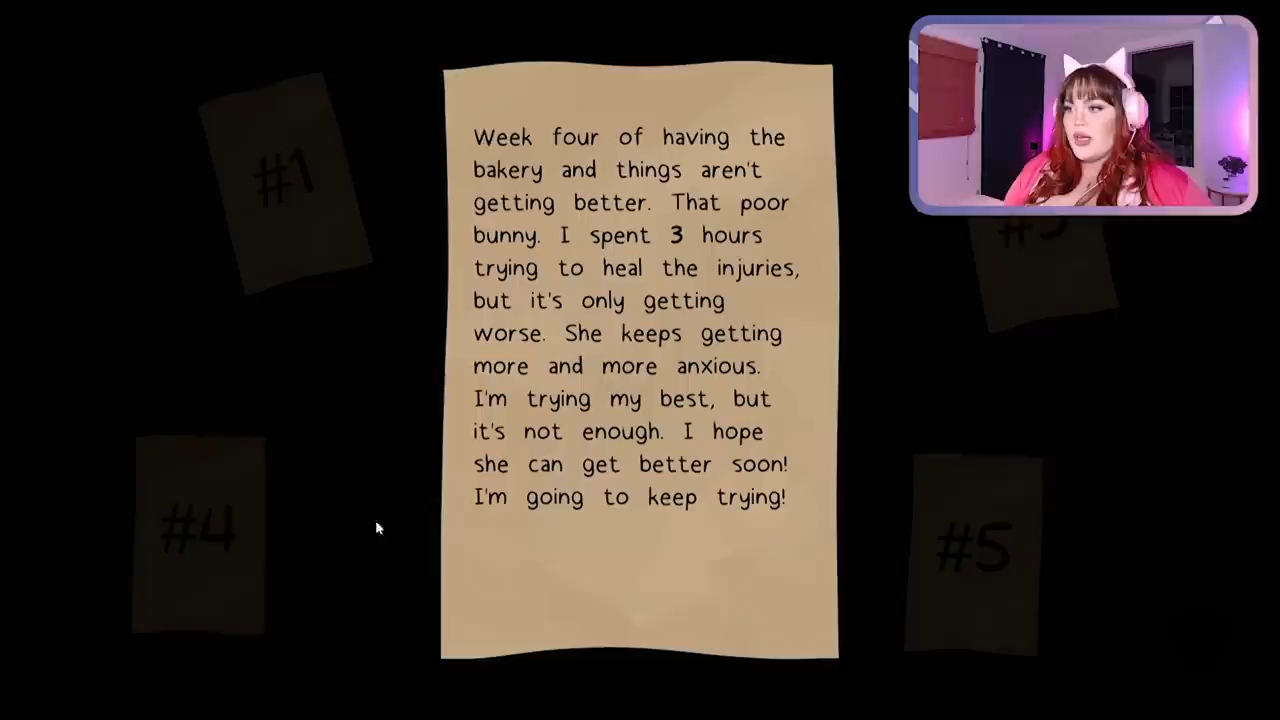 #1
Week four of having the
bakery and things aren't
getting better. That poor
bunny. I spent 3 hours
trying to heal the injuries,
but it's only getting
worse. She keeps getting
more and more anxious.
I'm trying my best, but
it's not enough. I hope
she can get better soon!
I'm going to keep trying!
#4
#5